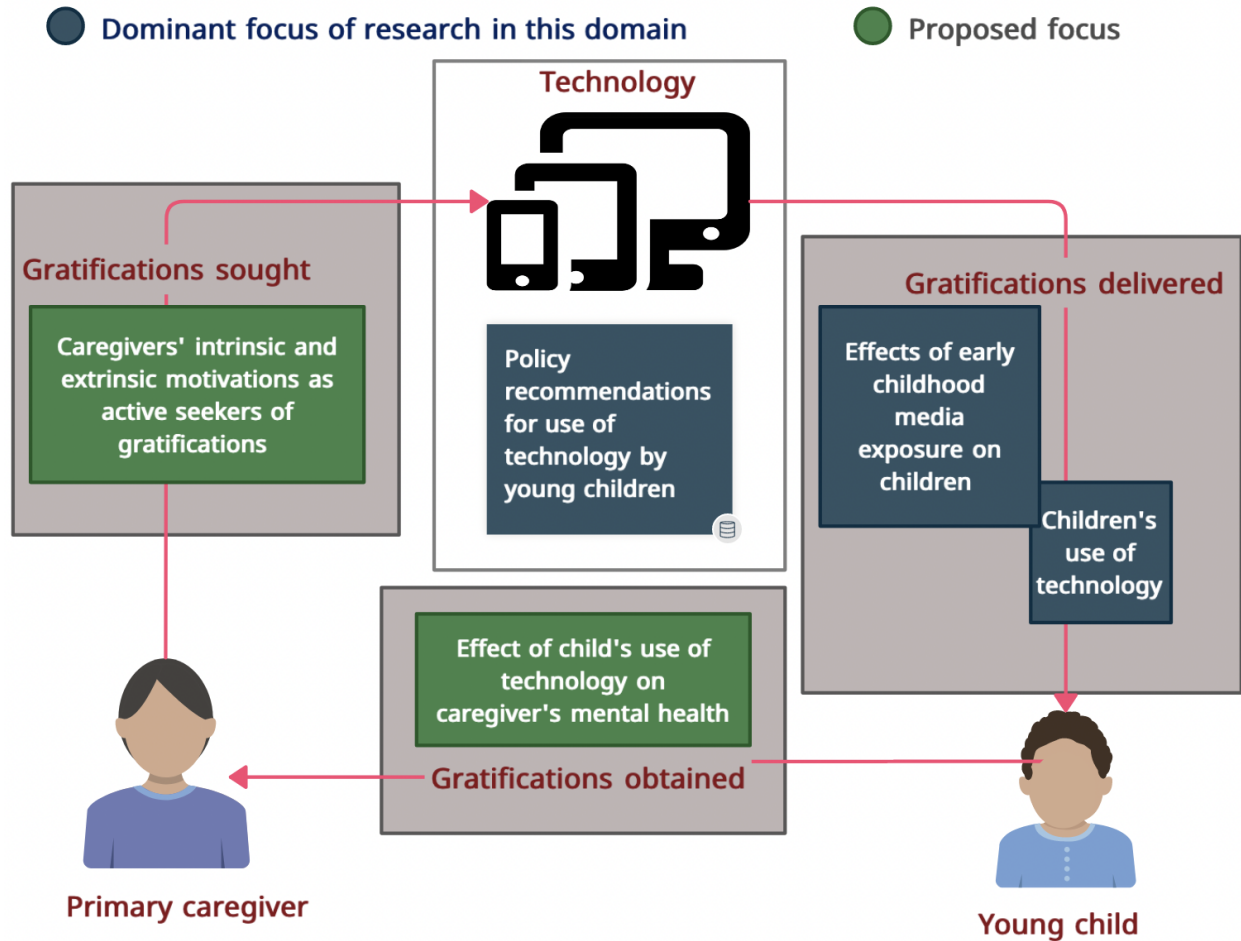 Dominant focus of research in this domain
Proposed focus
Technology
Gratifications sought
Caregivers' intrinsic and
extrinsic motivations as
active seekers of
gratifications
Policy
recommendations
for use of
technology by
young children
Gratifications delivered
Effects of early
childhood
media
exposure on
children
Children's
use of
technology
Effect of child's use of
technology on
caregiver's mental health
Gratifications obtained
Primary caregiver
Young child